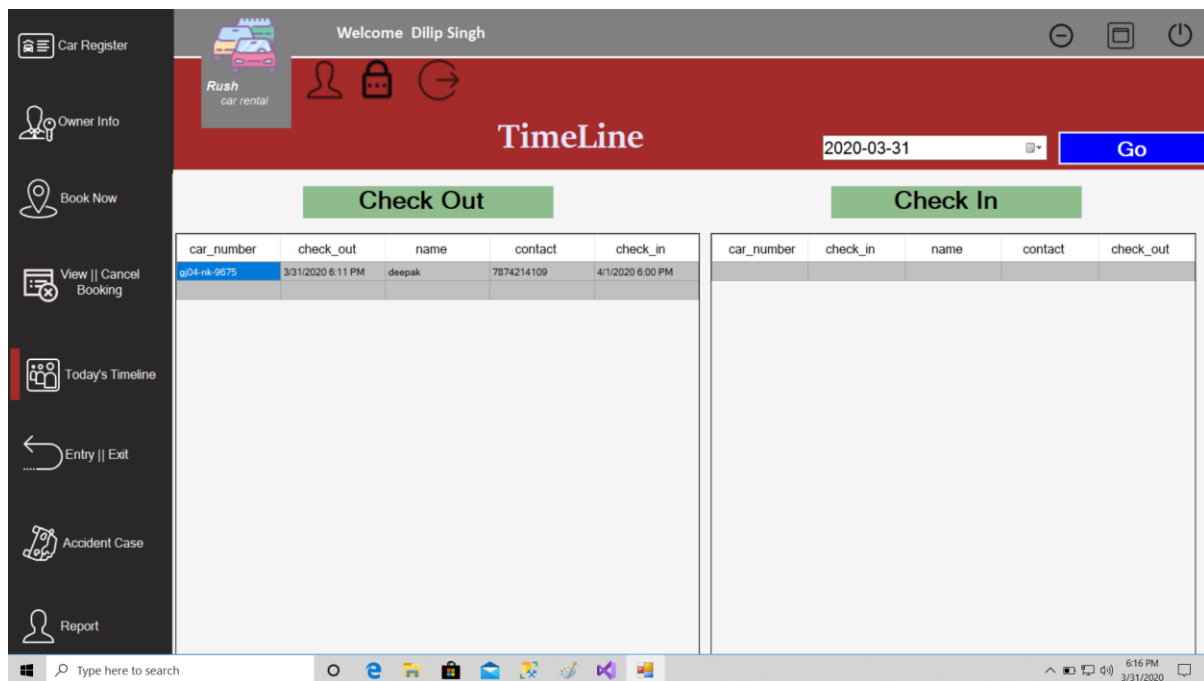 Car Register
Owner Info
Book Now
View || Cancel
Booking
Today's Timeline
Entry || Exit
Accident Case
Report
Rush
car rental
Welcome Dilip Singh
TimeLine
2020-03-31
Go
Check Out
car_number check_out name contact check_in
gj04-nk-9675 3/31/2020 6:11 PM deepak 7874214109 4/1/2020 6:00 PM
Check In
car_number check_in name contact check_out
Type here to search
6:16 PM
3/31/2020